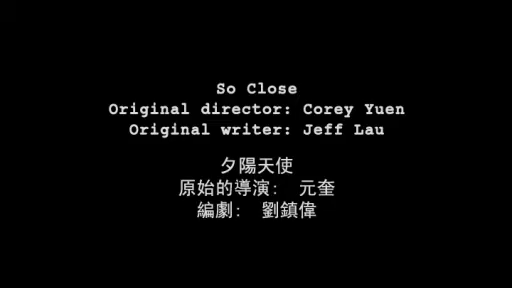 So Close
Original director: Corey Yuen
Original writer: Jeff Lau
夕陽天使
原始的導演: 元奎
編劇: 劉鎮偉